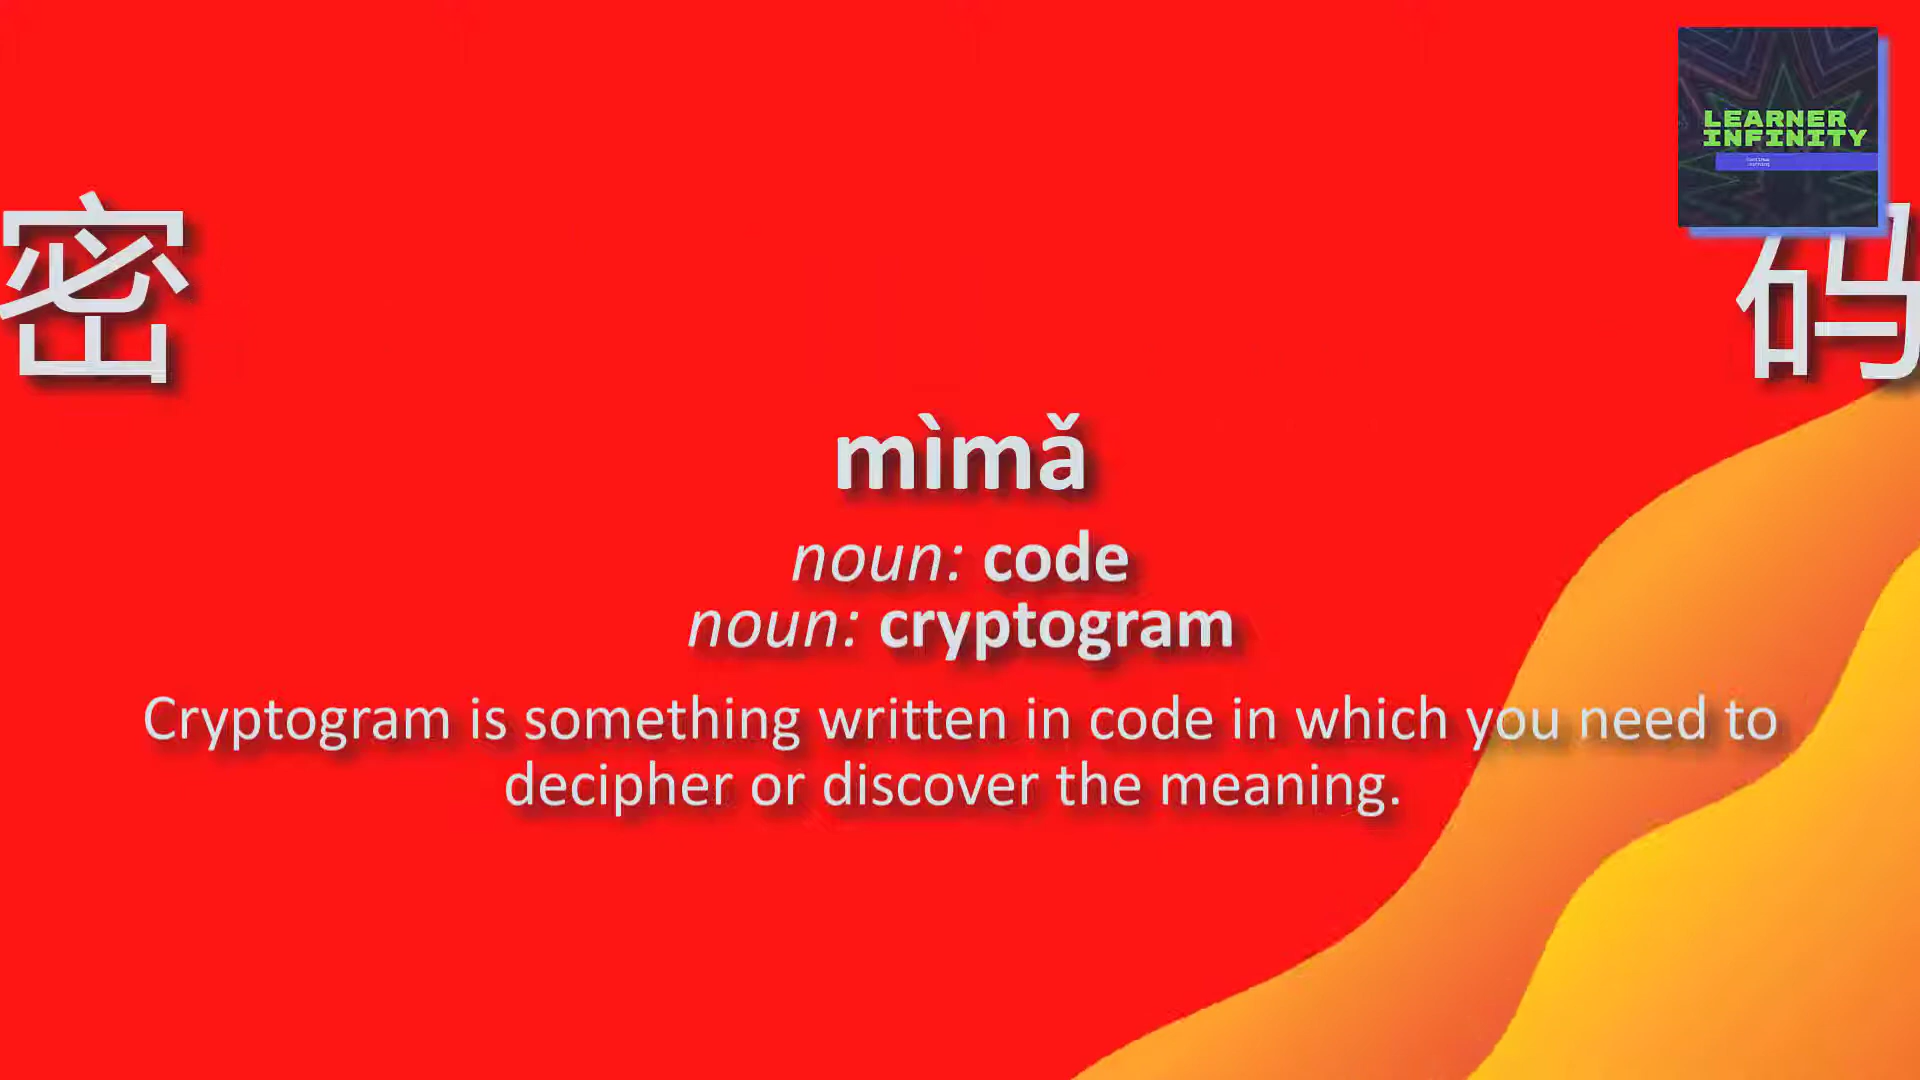 LEARNER
INFINITY
密 码
mìmǎ
noun: code
noun: cryptogram
Cryptogram is something written in code in which you need to
decipher or discover the meaning.